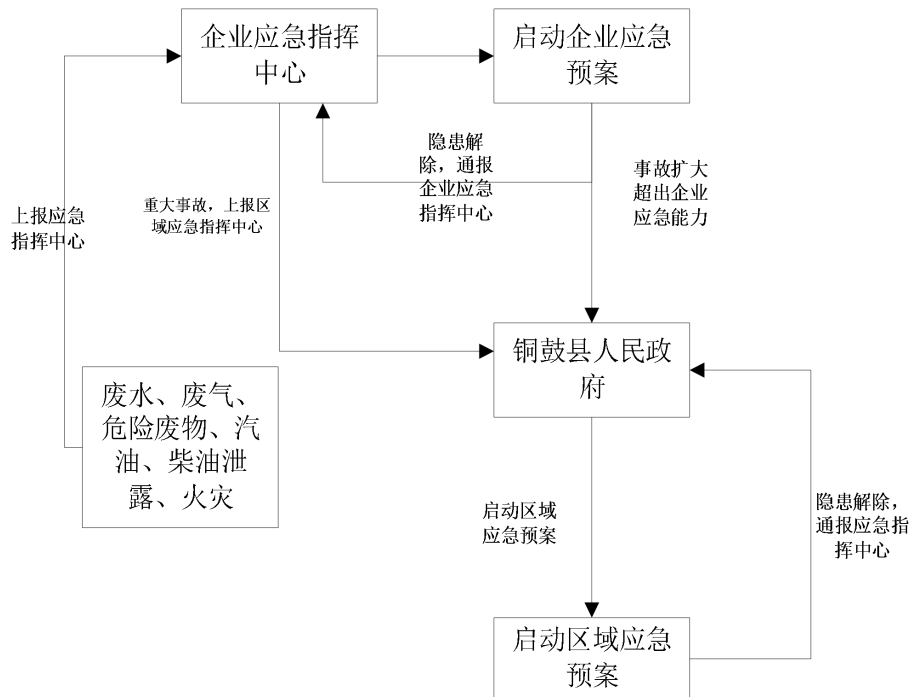 企业应急指挥
中心
启动企业应急
预案
隐患解
除，通报
企业应急
指挥中心
事故扩大
超出企业
应急能力
上报应急
指挥中心
重大事故，上报区
域应急指挥中心
铜鼓县人民政
府
废水、废气、
危险废物、汽
油、柴油泄
露、火灾
启动区域
应急预案
隐患解除，
通报应急指
挥中心
启动区域应急
预案